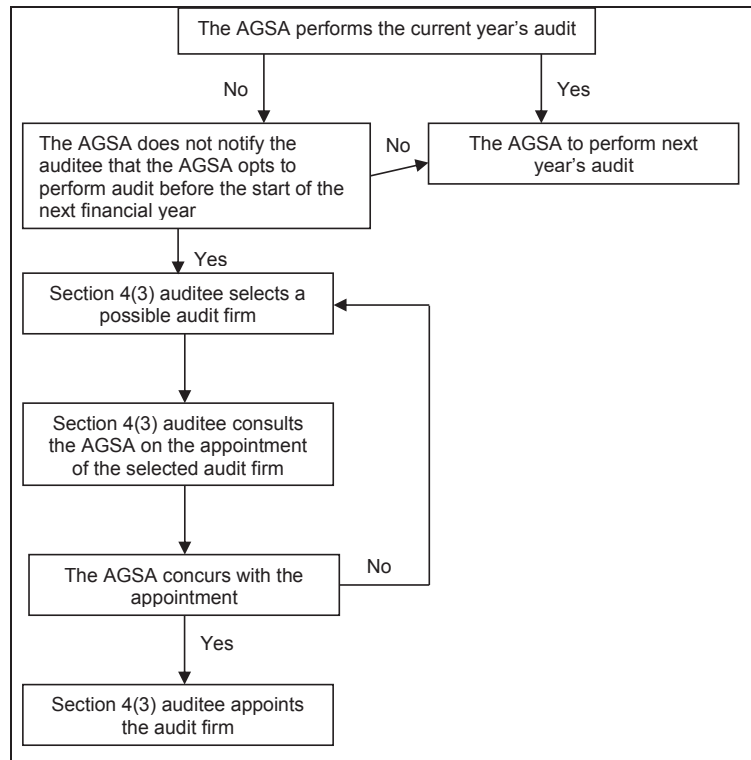 The AGSA performs the current year's audit
No
Yes
The AGSA does not notify the
auditee that the AGSA opts to
perform audit before the start of the
next financial year
No
The AGSA to perform next
year's audit
Yes
Section 4(3) auditee selects a
possible audit firm
Section 4(3) auditee consults
the AGSA on the appointment
of the selected audit firm
The AGSA concurs with the
appointment
No
Yes
Section 4(3) auditee appoints
the audit firm